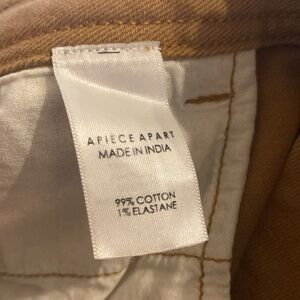 APIECE APART
MADE IN INDIA
99% COTTON
1% ELASTANE